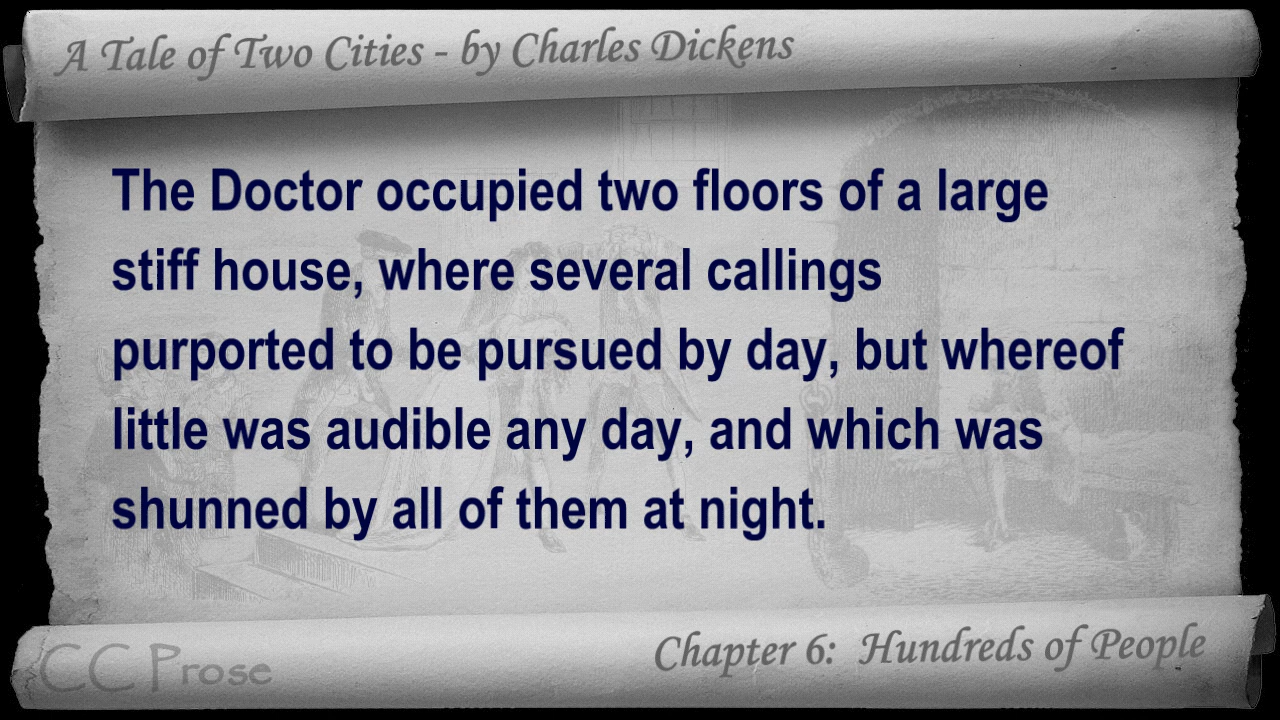 A Tale of Two Cities - by Charles Dickens
The Doctor occupied two floors of a large
stiff house, where several callings
purported to be pursued by day, but whereof
little was audible any day, and which was
shunned by all of them at night.
CC Prose
Chapter 6: Hundreds of People